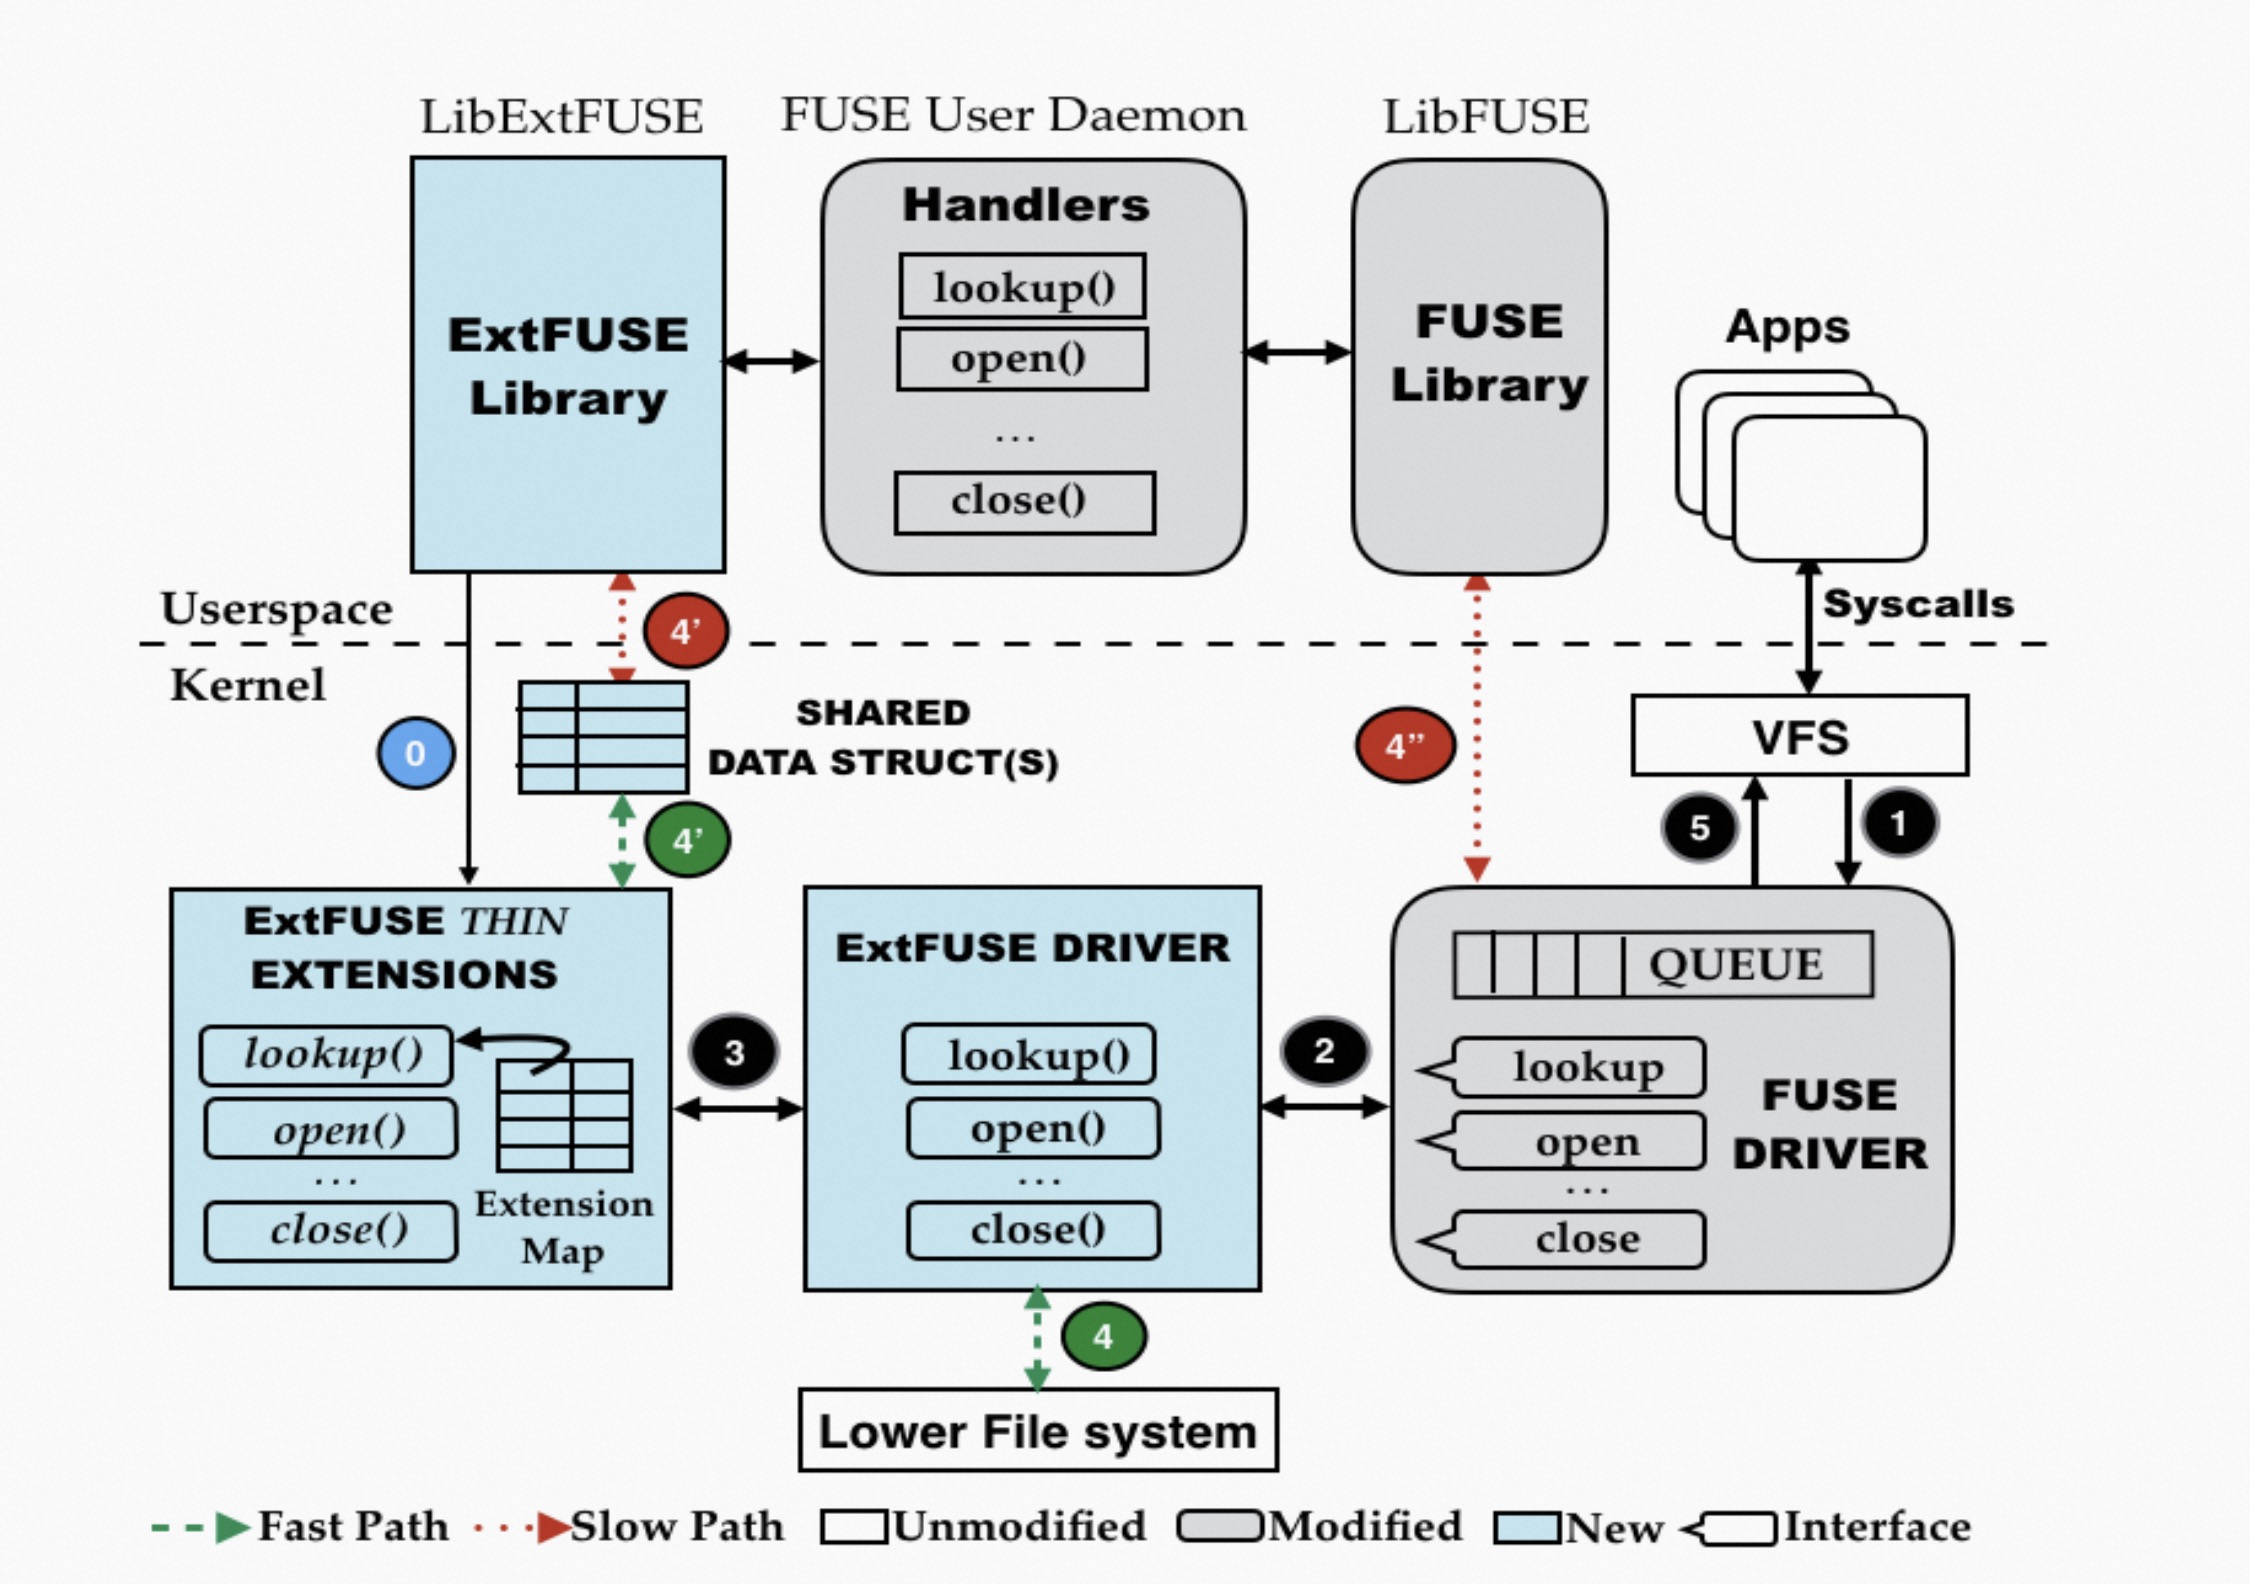 LibExtFUSE
FUSE User Daemon
LibFUSE
ExtFUSE
Library
Handlers
lookup()
open()
...
close()
FUSE
Library
Apps
Syscalls
Userspace
Kernel
4’
0
SHARED
DATA STRUCT(S)
4’
4”
VFS
5
1
ExtFUSE THIN
EXTENSIONS
lookup()
open()
...
close()
Extension
Map
3
ExtFUSE DRIVER
lookup()
open()
...
close()
2
QUEUE
lookup
open
...
close
FUSE
DRIVER
4
Lower File system
Fast Path
Slow Path
Unmodified
Modified
New
Interface